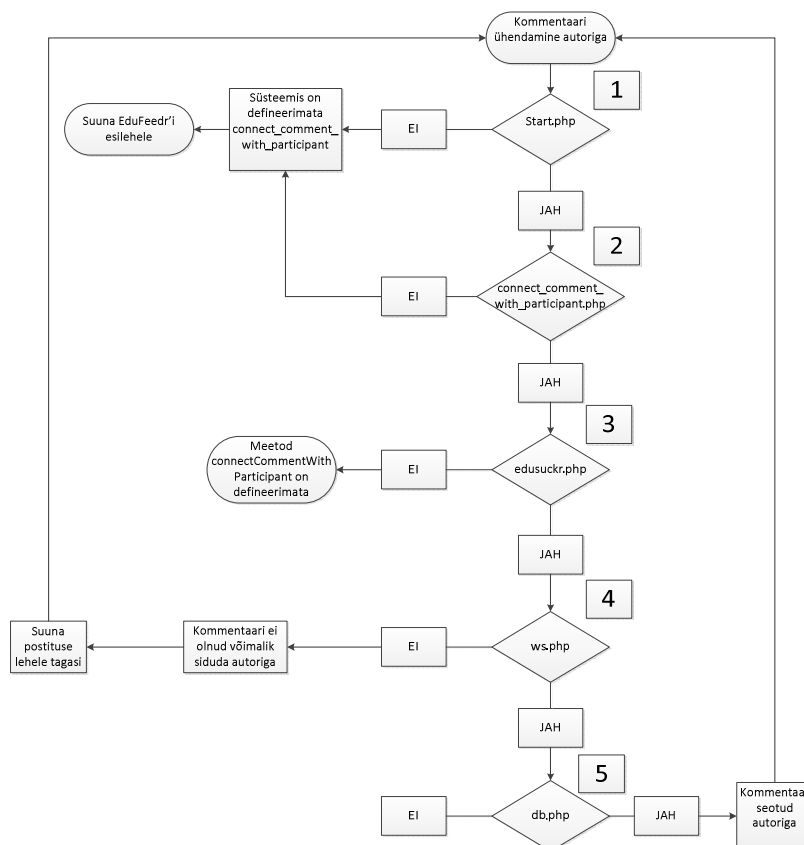 Kommentaari
ühendamine autoriga
1
Süsteemis on
defineerimata
connect_comment_
with_participant
Suuna EduFeedr'i
esilehele
EI
Start.php
JAH
2
EI
connect_comment_
with_participant.php
JAH
3
Meetod
connectCommentWith
Participant on
defineerimata
EI
edusuckr.php
JAH
4
Suuna
postituse
lehele tagasi
Kommentaari ei
olnud võimalik
siduda autoriga
EI
ws.php
JAH
5
EI
db.php
JAH
Kommentaa
seotud
autoriga